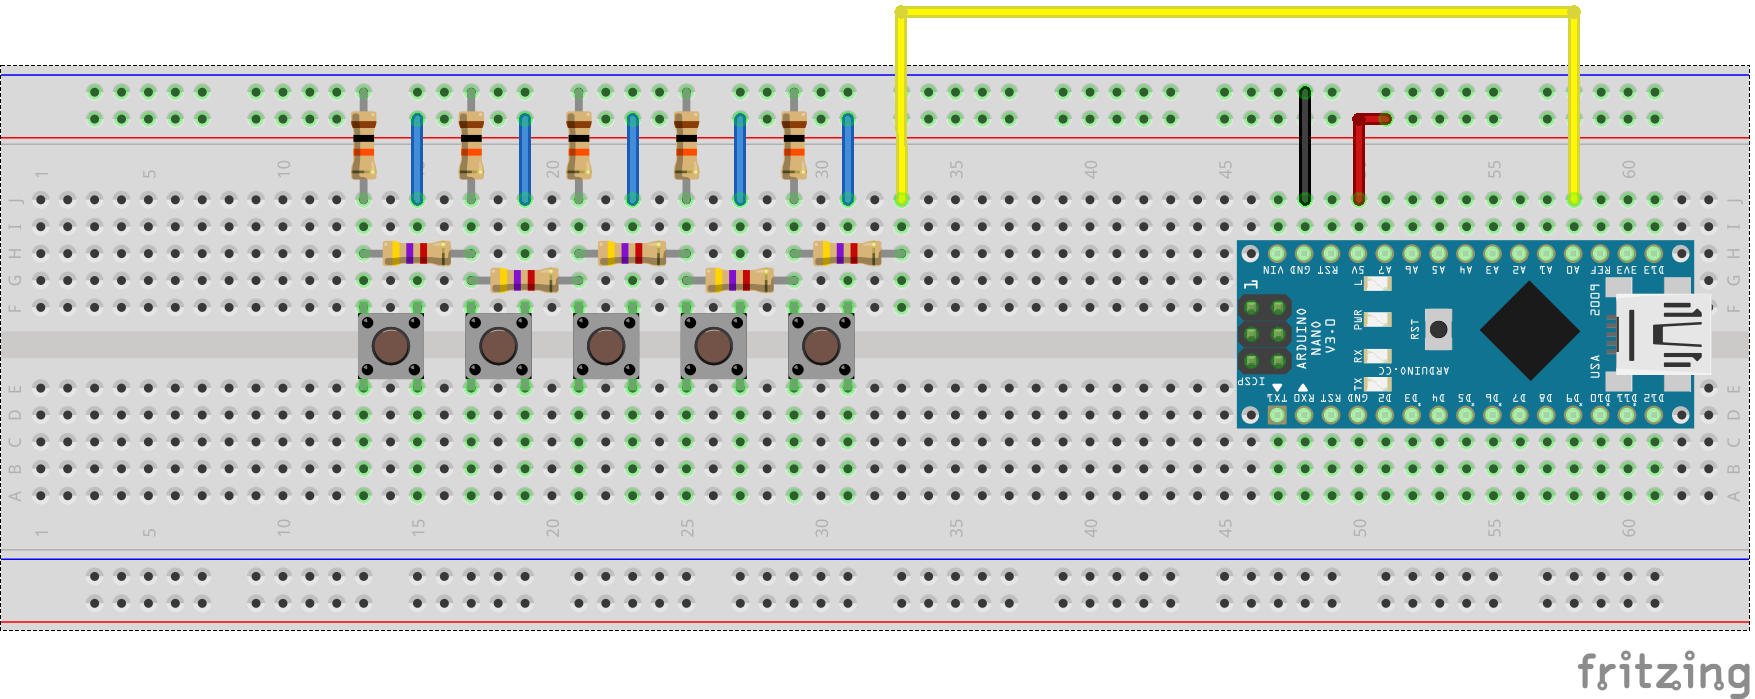 1 5 10 15 20 25 30 35 40 45 50 55 60
J J
I I
H H
G G
F F
VIN GND RST 5V A7 A6 A5 A4 A3 A2 A1 A0 REF 3V3 D13
1
L
PWR
RX
TX
ARDUINO
NANO
V3.0
RST
ARDUINO.CC
2009
USA
ICSP
TX1 RX0 RST GND D2 D3 D4 D5 D6 D7 D8 D9 D10 D11 D12
E E
D D
C C
B B
A A
1 5 10 15 20 25 30 35 40 45 50 55 60
fritzing